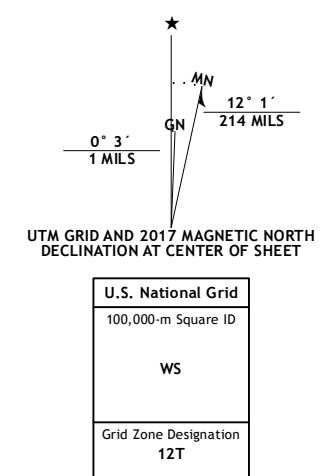 ★
MN
GN
12° 1´
214 MILS
0° 3´
1 MILS
UTM GRID AND 2017 MAGNETIC NORTH
DECLINATION AT CENTER OF SHEET
U.S. National Grid
100,000-m Square ID
WS
Grid Zone Designation
12T